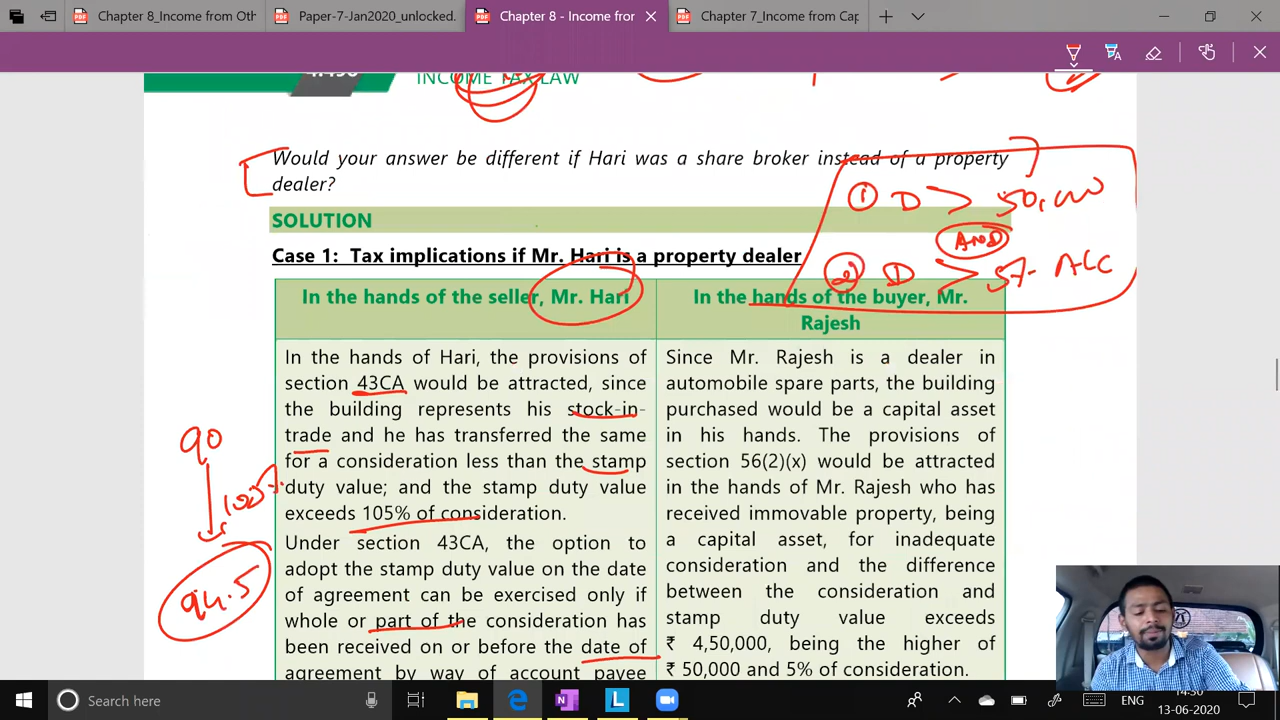 Chapter 8_Income from Oth
Paper-7-Jan2020_unlocked.
Chapter 8 - Income fror
Chapter 7_Income from Cap
INCOME TAX LAW
Would your answer be different if Hari was a share broker instead of a property
dealer?
① D > 50,000
AND
② D > 5% ALC
SOLUTION
Case 1: Tax implications if Mr. Hari is a property dealer
In the hands of the seller, Mr. Hari
In the hands of the buyer, Mr.
Rajesh
In the hands of Hari, the provisions of
section 43CA would be attracted, since
the building represents his stock-in-
trade and he has transferred the same
for a consideration less than the stamp
duty value; and the stamp duty value
exceeds 105% of consideration.
Under section 43CA, the option to
adopt the stamp duty value on the date
of agreement can be exercised only if
whole or part of the consideration has
been received on or before the date of
agreement by way of account payee
Since Mr. Rajesh is a dealer in
automobile spare parts, the building
purchased would be a capital asset
in his hands. The provisions of
section 56(2)(x) would be attracted
in the hands of Mr. Rajesh who has
received immovable property, being
a capital asset, for inadequate
consideration and the difference
between the consideration and
stamp duty value exceeds
₹ 4,50,000, being the higher of
₹ 50,000 and 5% of consideration.
90
105%
94.5
Search here
ENG
14:30
13-06-2020